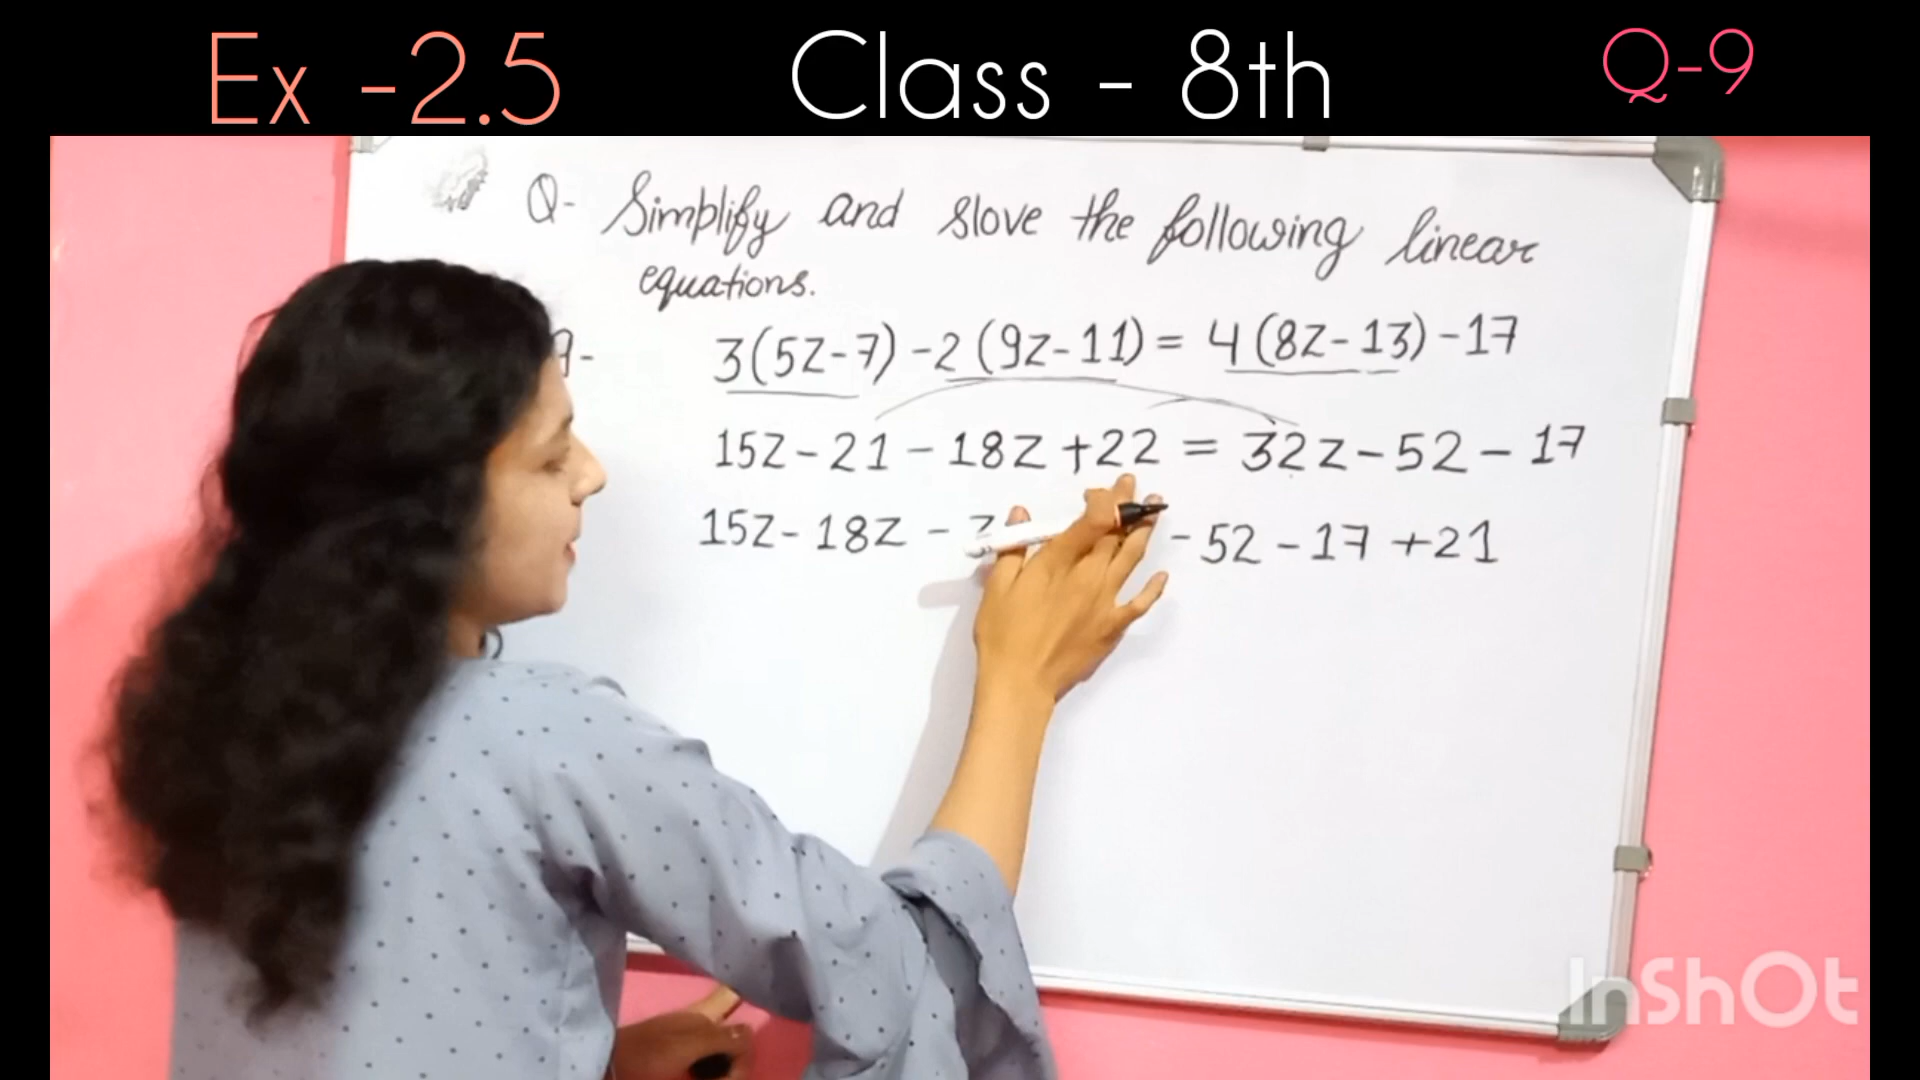 Ex -2.5 Class - 8th Q-9
Q- Simplify and slove the following linear
equations.
9- 3(5z-7) -2 (9z-11) = 4 (8z-13) -17
15z - 21 - 18z +22 = 32z - 52 - 17
15z - 18z - - 52 - 17 +21
InShOt